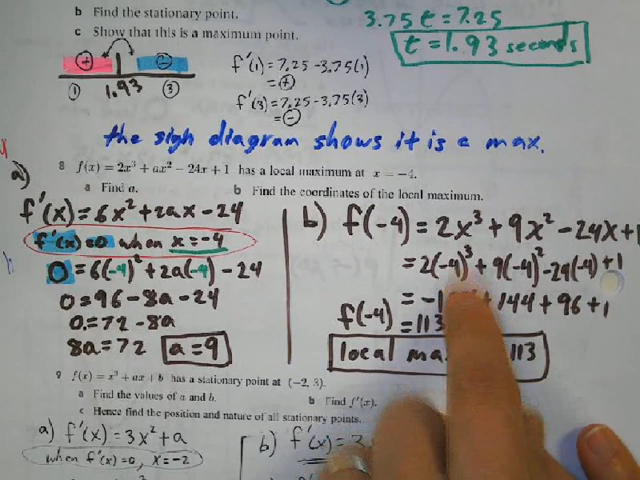 b Find the stationary point.
c Show that this is a maximum point.
3.75t = 7.25
t = 1.93 seconds
+ −
① 1.93 ③
f'(1) = 7.25 - 3.75(1)
= ⊕
f'(3) = 7.25 - 3.75(3)
= ⊖
the sign diagram shows it is a max.
8 f(x) = 2x³ + ax² − 24x + 1 has a local maximum at x = −4.
a Find a. b Find the coordinates of the local maximum.
a)
f'(x) = 6x² + 2ax - 24
f'(x) = 0 when x = -4
0 = 6(-4)² + 2a(-4) - 24
0 = 96 - 8a - 24
0 = 72 - 8a
8a = 72 a = 9
b) f(-4) = 2x³ + 9x² - 24x + 1
= 2(-4)³ + 9(-4)² - 24(-4) + 1
= -1 + 144 + 96 + 1
f(-4) = 113
local ma 113
9 f(x) = x³ + ax + b has a stationary point at (−2, 3).
a Find the values of a and b. b Find f'(x).
c Hence find the position and nature of all stationary points.
a) f'(x) = 3x² + a
when f'(x) = 0, x = -2
b) f'(x) = 3